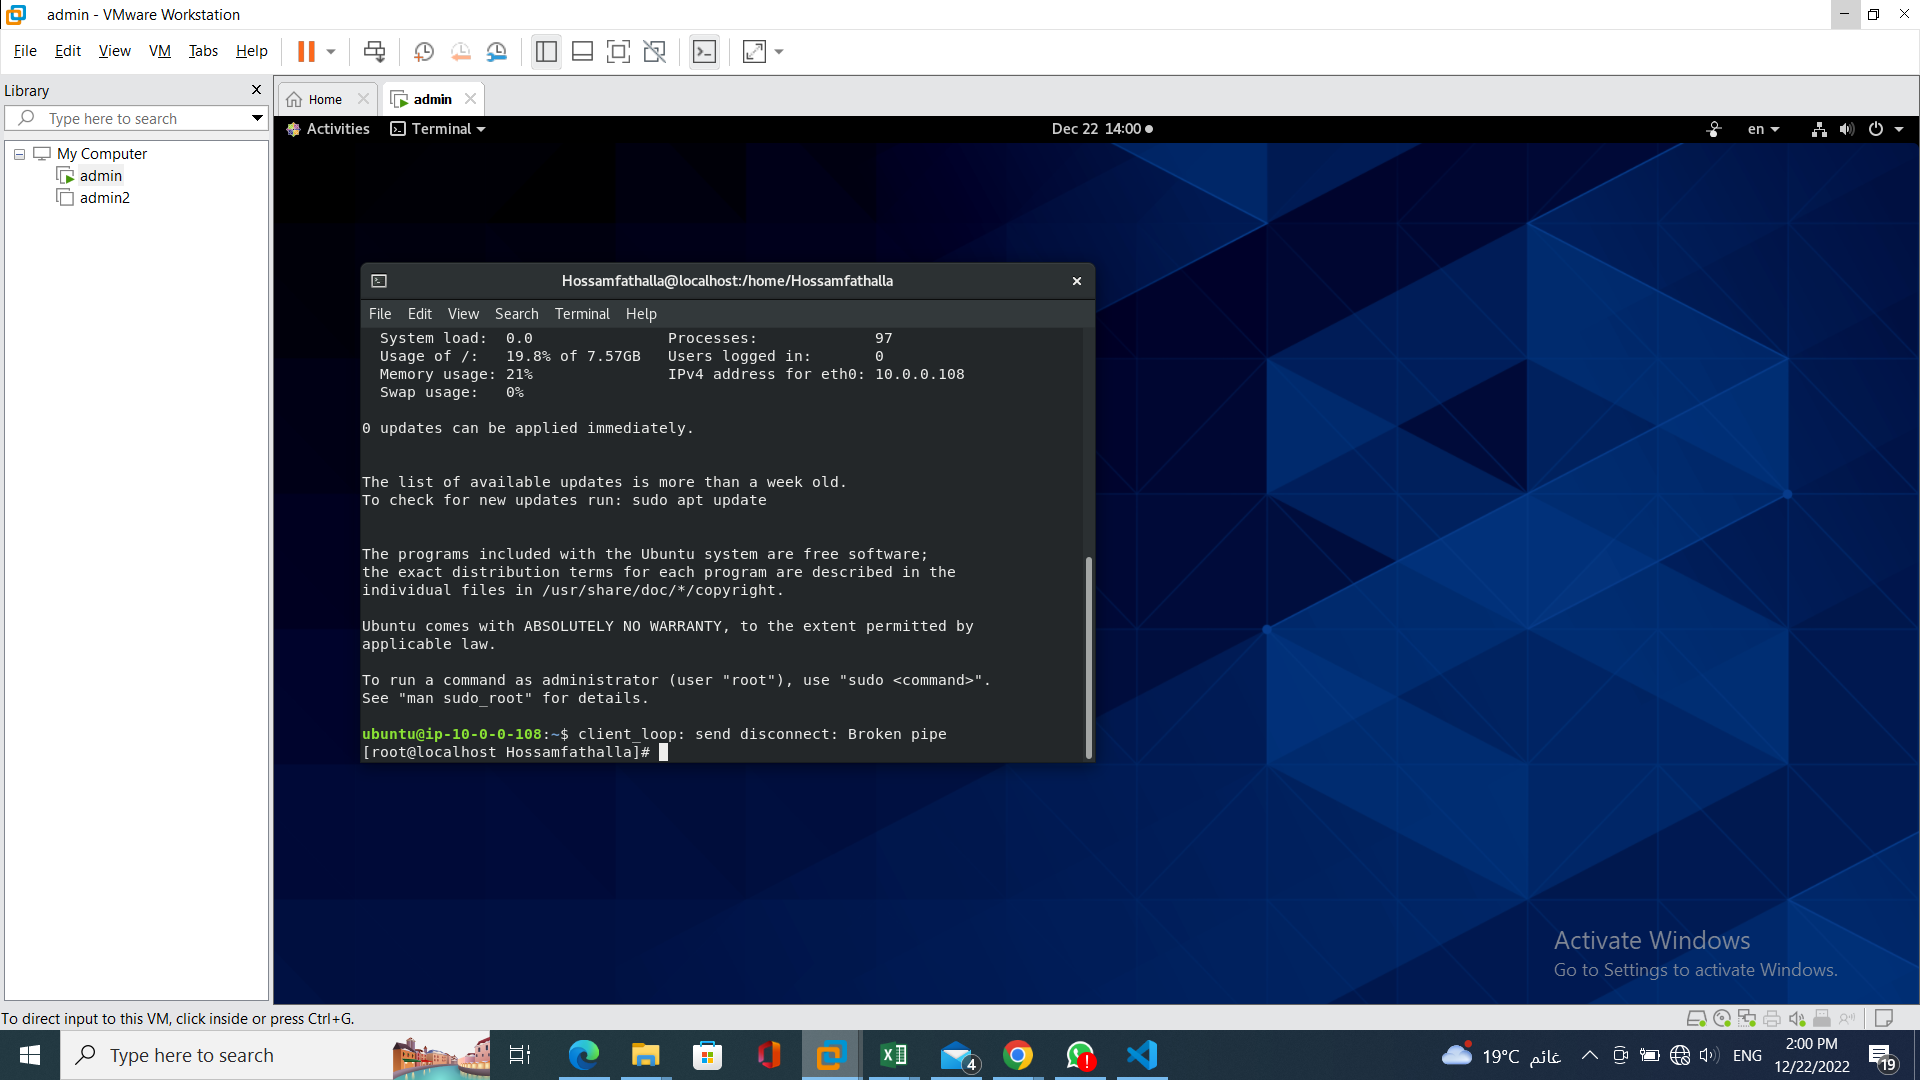 admin - VMware Workstation
File Edit View VM Tabs Help
Library
Type here to search
My Computer
admin
admin2
Home
admin
Activities Terminal
Dec 22 14:00
en
Hossamfathalla@localhost:/home/Hossamfathalla
File Edit View Search Terminal Help
System load: 0.0 Processes: 97
Usage of /: 19.8% of 7.57GB Users logged in: 0
Memory usage: 21% IPv4 address for eth0: 10.0.0.108
Swap usage: 0%
0 updates can be applied immediately.
The list of available updates is more than a week old.
To check for new updates run: sudo apt update
The programs included with the Ubuntu system are free software;
the exact distribution terms for each program are described in the
individual files in /usr/share/doc/*/copyright.
Ubuntu comes with ABSOLUTELY NO WARRANTY, to the extent permitted by
applicable law.
To run a command as administrator (user "root"), use "sudo <command>".
See "man sudo_root" for details.
ubuntu@ip-10-0-0-108:~$ client_loop: send disconnect: Broken pipe
[root@localhost Hossamfathalla]#
Activate Windows
Go to Settings to activate Windows.
To direct input to this VM, click inside or press Ctrl+G.
Type here to search
4
19°C غائم
ENG
2:00 PM
12/22/2022
19